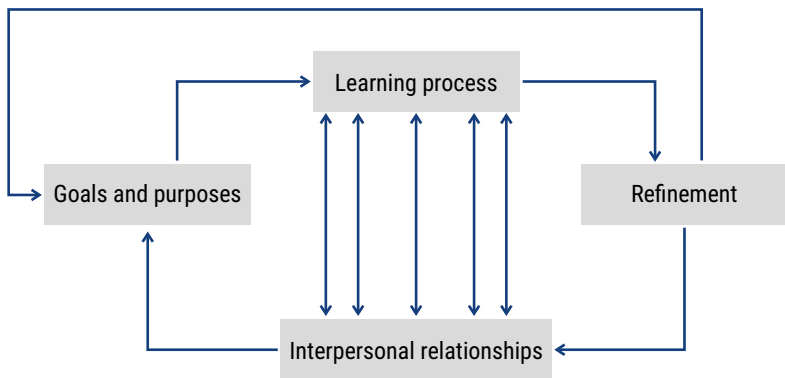 Learning process
Goals and purposes
Refinement
Interpersonal relationships